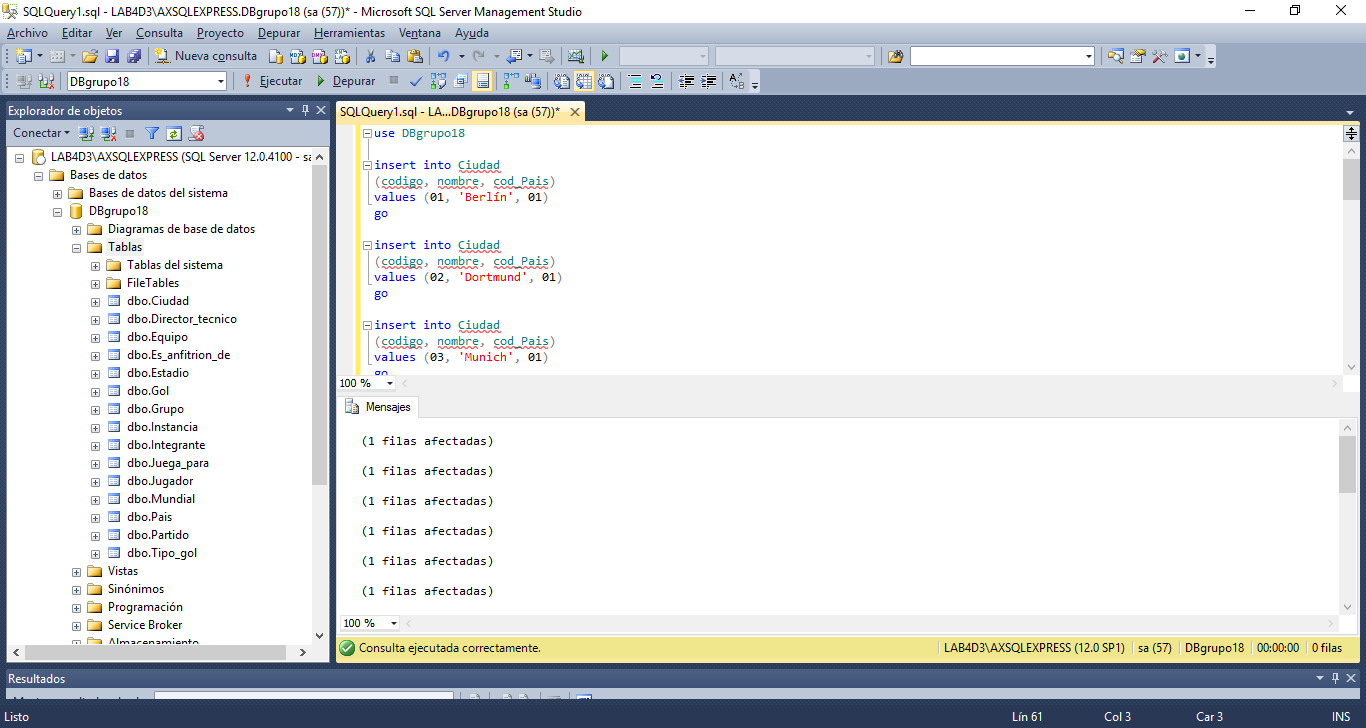 SQLQuery1.sql - LAB4D3\AXSQLEXPRESS.DBgrupo18 (sa (57))* - Microsoft SQL Server Management Studio
Archivo Editar Ver Consulta Proyecto Depurar Herramientas Ventana Ayuda
Nueva consulta
DBgrupo18 Ejecutar Depurar
Explorador de objetos
Conectar
LAB4D3\AXSQLEXPRESS (SQL Server 12.0.4100 - sa
Bases de datos
Bases de datos del sistema
DBgrupo18
Diagramas de base de datos
Tablas
Tablas del sistema
FileTables
dbo.Ciudad
dbo.Director_tecnico
dbo.Equipo
dbo.Es_anfitrion_de
dbo.Estadio
dbo.Gol
dbo.Grupo
dbo.Instancia
dbo.Integrante
dbo.Juega_para
dbo.Jugador
dbo.Mundial
dbo.Pais
dbo.Partido
dbo.Tipo_gol
Vistas
Sinónimos
Programación
Service Broker
Almacenamiento
SQLQuery1.sql - LA...DBgrupo18 (sa (57))*
use DBgrupo18
insert into Ciudad
(codigo, nombre, cod_Pais)
values (01, 'Berlín', 01)
go
insert into Ciudad
(codigo, nombre, cod_Pais)
values (02, 'Dortmund', 01)
go
insert into Ciudad
(codigo, nombre, cod_Pais)
values (03, 'Munich', 01)
go
100 %
Mensajes
(1 filas afectadas)
(1 filas afectadas)
(1 filas afectadas)
(1 filas afectadas)
(1 filas afectadas)
(1 filas afectadas)
100 %
Consulta ejecutada correctamente. LAB4D3\AXSQLEXPRESS (12.0 SP1) sa (57) DBgrupo18 00:00:00 0 filas
Resultados
Listo Lín 61 Col 3 Car 3 INS